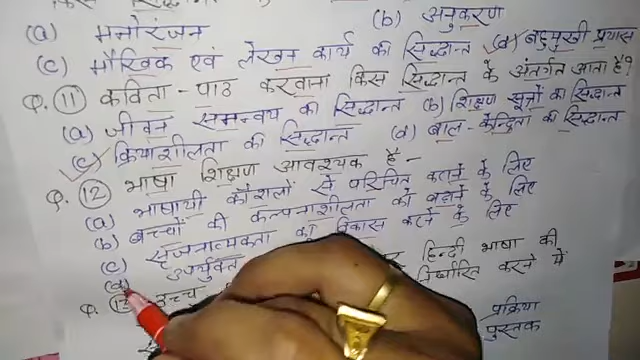 सिद्धान्त
(a) मनोरंजन (b) अनुकरण
(c) मौखिक एवं लेखन कार्य का सिद्धान्त (d) बहुमुखी प्रयास
Q. 11 कविता - पाठ करवाना किस सिद्धान्त के अंतर्गत आता है?
(a) जीवन समन्वय का सिद्धान्त (b) शिक्षण सूत्रों का सिद्धान्त
(c) क्रियाशीलता का सिद्धान्त (d) बाल-केन्द्रिता का सिद्धान्त
Q. 12 भाषा शिक्षण आवश्यक है -
(a) भाषायी कौशलों से परिचित कराने के लिए
(b) बच्चों की कल्पनाशीलता को बढ़ाने के लिए
(c) सृजनात्मकता का विकास करने के लिए
(d) उपर्युक्त
Q. उच्च हिन्दी भाषा की
निर्धारित करने में
प्रक्रिया
पुस्तक